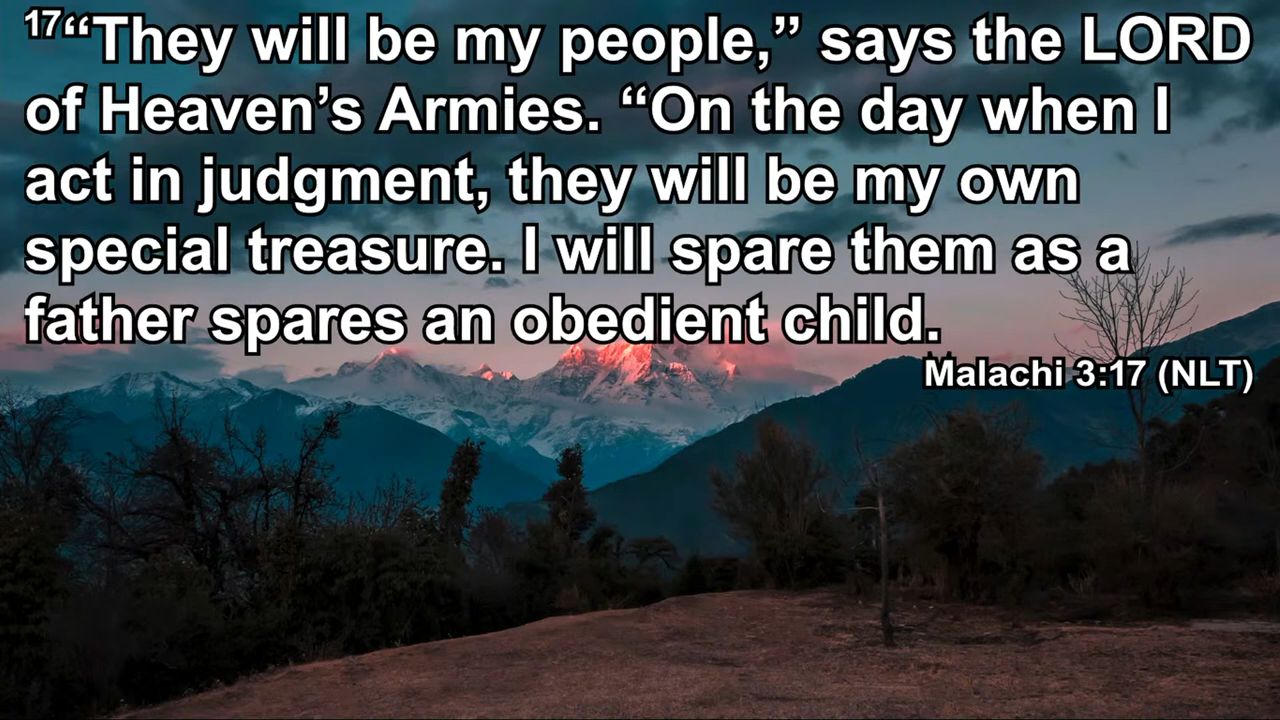 17“They will be my people,” says the LORD
of Heaven’s Armies. “On the day when I
act in judgment, they will be my own
special treasure. I will spare them as a
father spares an obedient child.
Malachi 3:17 (NLT)